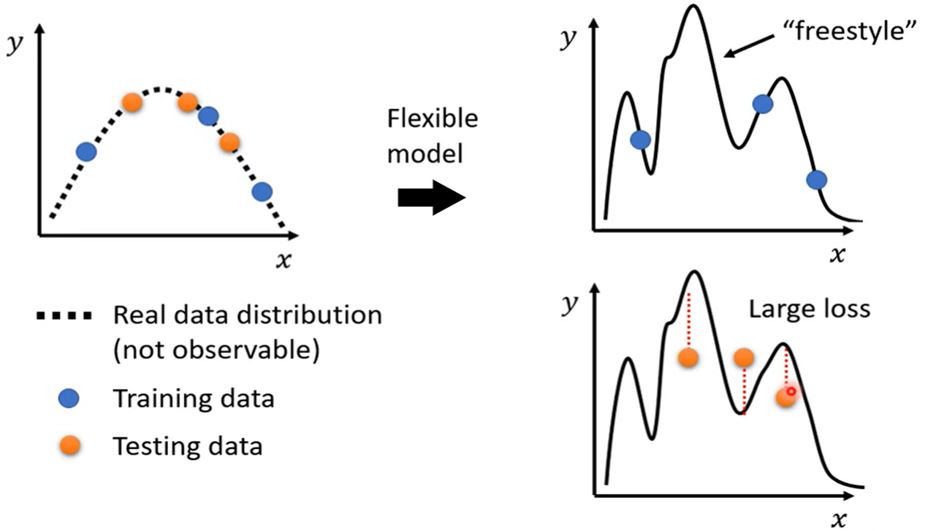 y
x
Flexible
model
y
"freestyle"
x
Real data distribution
(not observable)
Training data
Testing data
y
Large loss
x